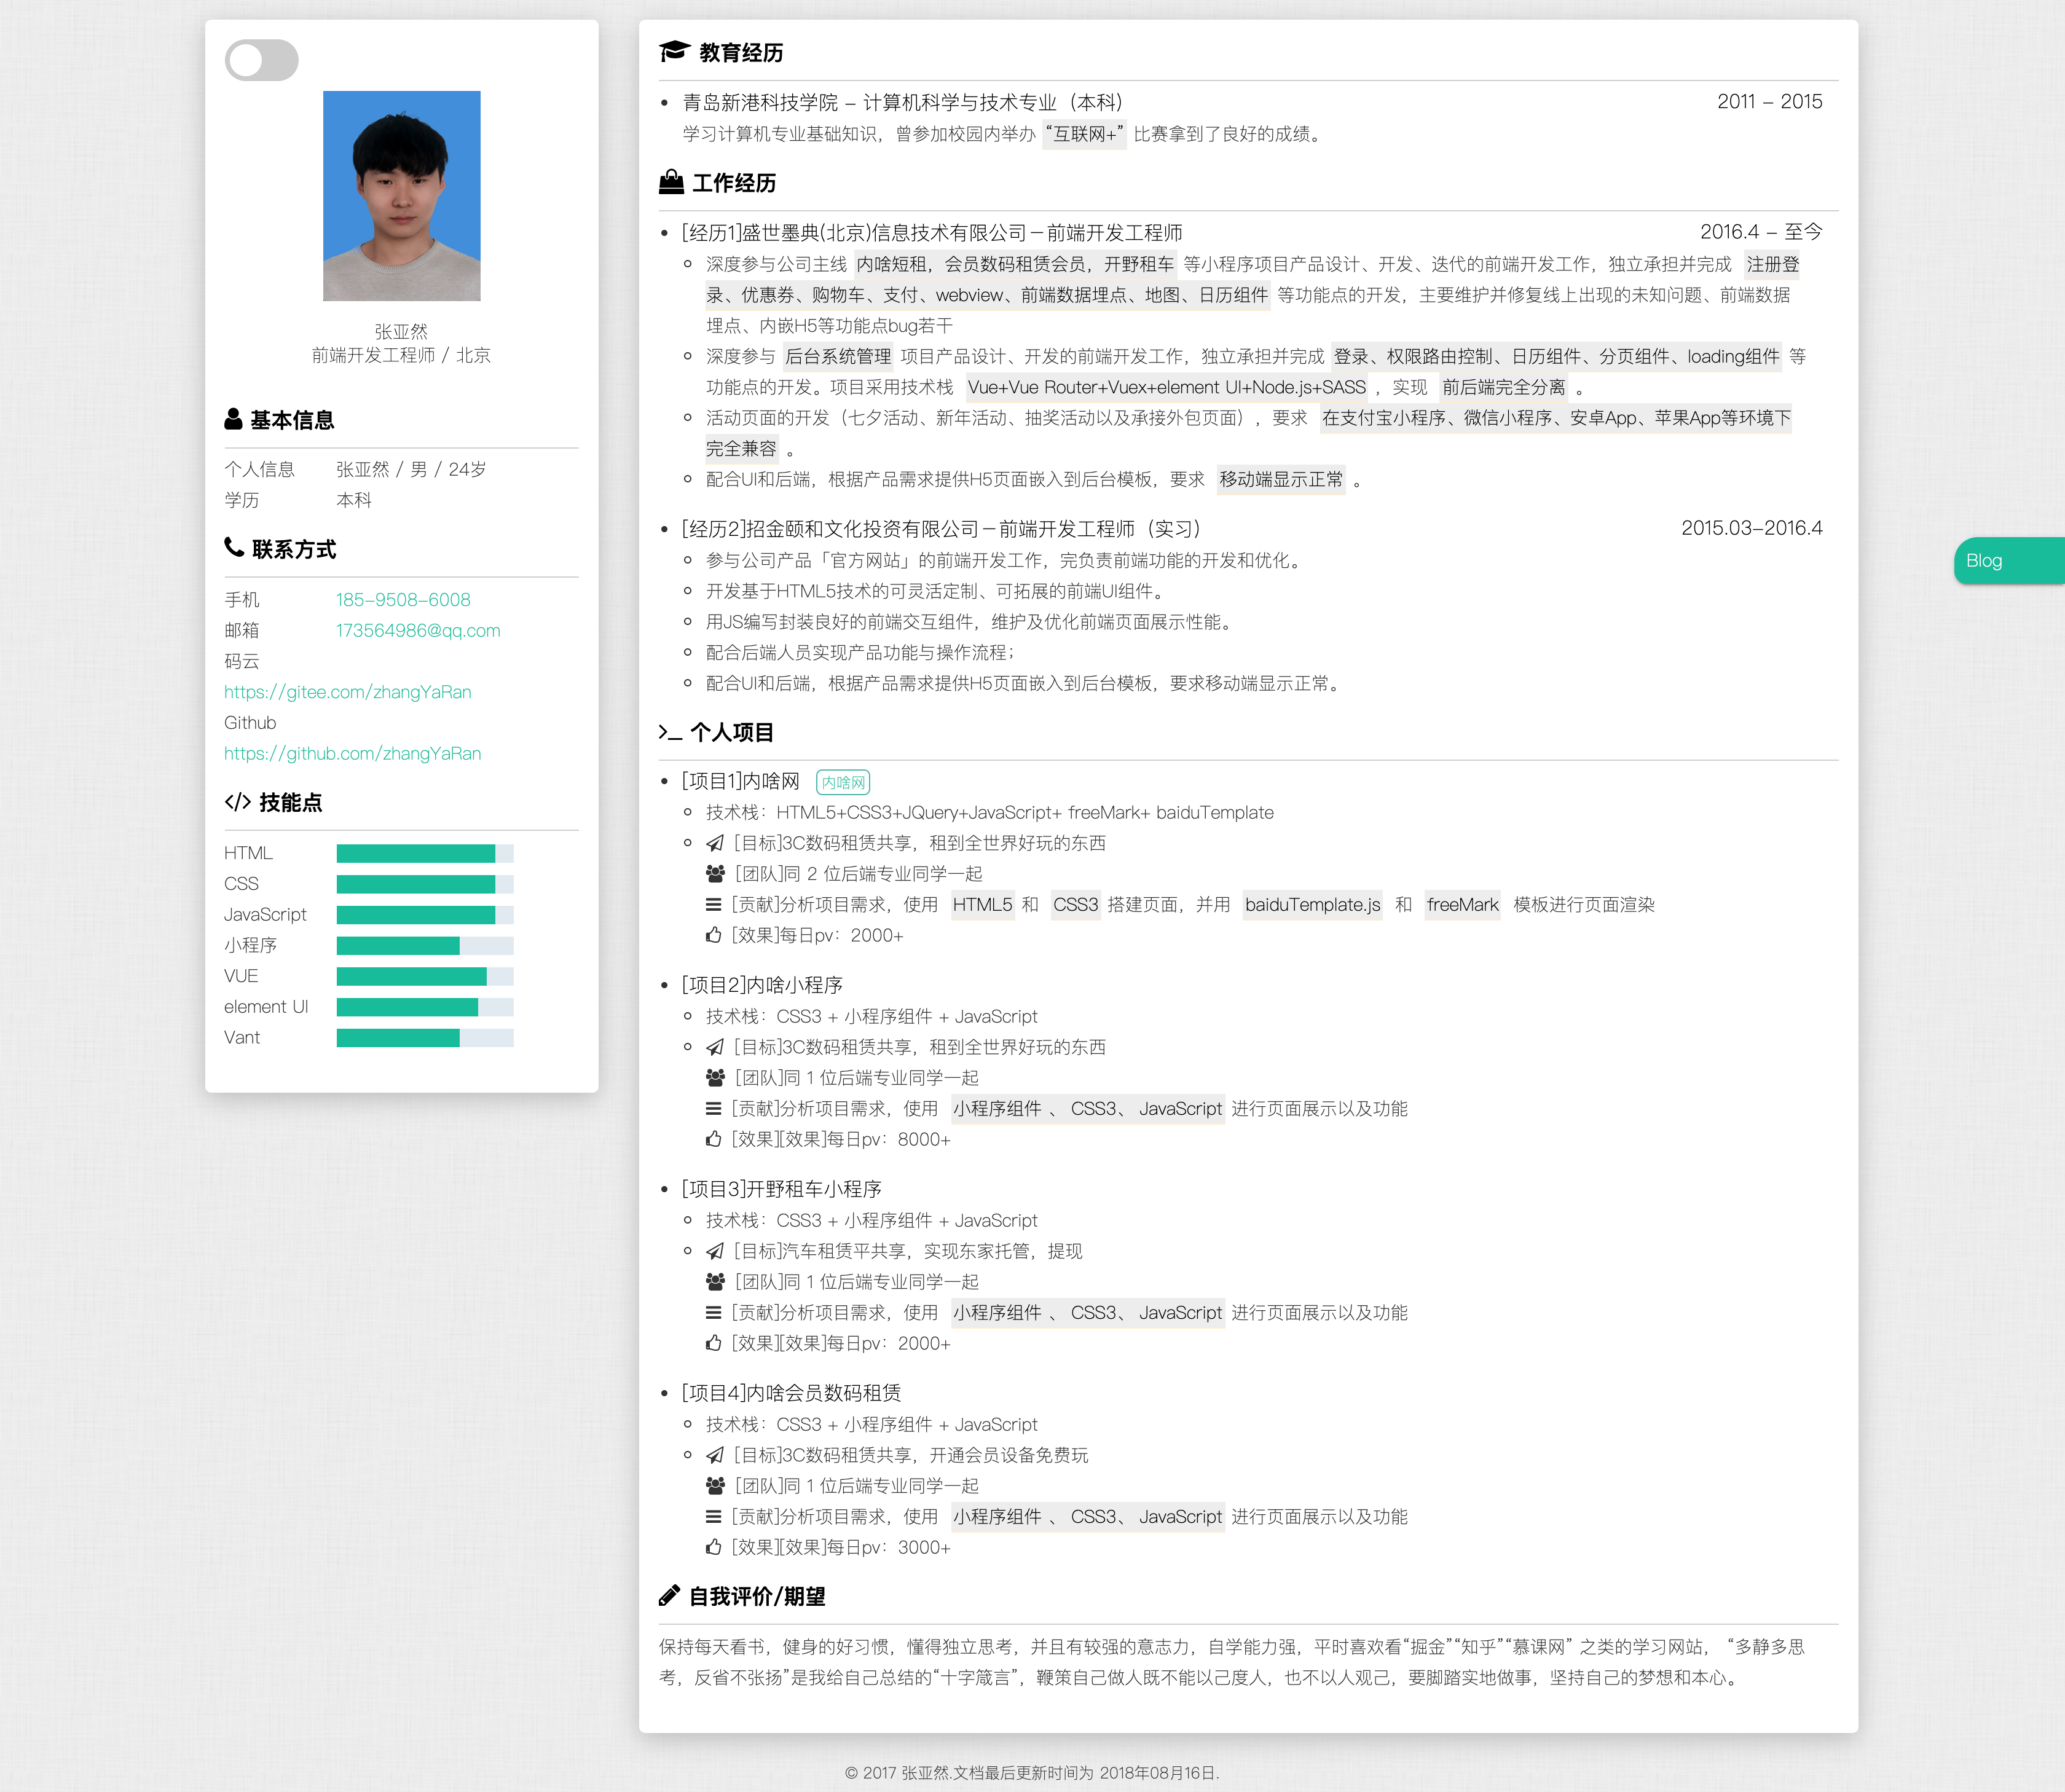 张亚然
前端开发工程师 / 北京
基本信息
个人信息 张亚然 / 男 / 24岁
学历 本科
联系方式
手机 185-9508-6008
邮箱 173564986@qq.com
码云
https://gitee.com/zhangYaRan
Github
https://github.com/zhangYaRan
技能点
HTML
CSS
JavaScript
小程序
VUE
element UI
Vant
教育经历
青岛新港科技学院 - 计算机科学与技术专业（本科） 2011 - 2015
学习计算机专业基础知识，曾参加校园内举办 “互联网+” 比赛拿到了良好的成绩。
工作经历
[经历1]盛世墨典(北京)信息技术有限公司－前端开发工程师 2016.4 - 至今
深度参与公司主线 内啥短租，会员数码租赁会员，开野租车 等小程序项目产品设计、开发、迭代的前端开发工作，独立承担并完成 注册登
录、优惠券、购物车、支付、webview、前端数据埋点、地图、日历组件 等功能点的开发，主要维护并修复线上出现的未知问题、前端数据
埋点、内嵌H5等功能点bug若干
深度参与 后台系统管理 项目产品设计、开发的前端开发工作，独立承担并完成 登录、权限路由控制、日历组件、分页组件、loading组件 等
功能点的开发。项目采用技术栈 Vue+Vue Router+Vuex+element UI+Node.js+SASS ，实现 前后端完全分离 。
活动页面的开发（七夕活动、新年活动、抽奖活动以及承接外包页面），要求 在支付宝小程序、微信小程序、安卓App、苹果App等环境下
完全兼容 。
配合UI和后端，根据产品需求提供H5页面嵌入到后台模板，要求 移动端显示正常 。
[经历2]招金颐和文化投资有限公司－前端开发工程师（实习） 2015.03-2016.4
参与公司产品「官方网站」的前端开发工作，完负责前端功能的开发和优化。
开发基于HTML5技术的可灵活定制、可拓展的前端UI组件。
用JS编写封装良好的前端交互组件，维护及优化前端页面展示性能。
配合后端人员实现产品功能与操作流程；
配合UI和后端，根据产品需求提供H5页面嵌入到后台模板，要求移动端显示正常。
个人项目
[项目1]内啥网 内啥网
技术栈：HTML5+CSS3+JQuery+JavaScript+ freeMark+ baiduTemplate
[目标]3C数码租赁共享，租到全世界好玩的东西
[团队]同 2 位后端专业同学一起
[贡献]分析项目需求，使用 HTML5 和 CSS3 搭建页面，并用 baiduTemplate.js 和 freeMark 模板进行页面渲染
[效果]每日pv：2000+
[项目2]内啥小程序
技术栈：CSS3 + 小程序组件 + JavaScript
[目标]3C数码租赁共享，租到全世界好玩的东西
[团队]同 1 位后端专业同学一起
[贡献]分析项目需求，使用 小程序组件 、 CSS3、 JavaScript 进行页面展示以及功能
[效果][效果]每日pv：8000+
[项目3]开野租车小程序
技术栈：CSS3 + 小程序组件 + JavaScript
[目标]汽车租赁平共享，实现东家托管，提现
[团队]同 1 位后端专业同学一起
[贡献]分析项目需求，使用 小程序组件 、 CSS3、 JavaScript 进行页面展示以及功能
[效果][效果]每日pv：2000+
[项目4]内啥会员数码租赁
技术栈：CSS3 + 小程序组件 + JavaScript
[目标]3C数码租赁共享，开通会员设备免费玩
[团队]同 1 位后端专业同学一起
[贡献]分析项目需求，使用 小程序组件 、 CSS3、 JavaScript 进行页面展示以及功能
[效果][效果]每日pv：3000+
自我评价/期望
保持每天看书，健身的好习惯，懂得独立思考，并且有较强的意志力，自学能力强，平时喜欢看“掘金”“知乎”“慕课网” 之类的学习网站， “多静多思
考，反省不张扬”是我给自己总结的“十字箴言”，鞭策自己做人既不能以己度人，也不以人观己，要脚踏实地做事，坚持自己的梦想和本心。
Blog
© 2017 张亚然.文档最后更新时间为 2018年08月16日.